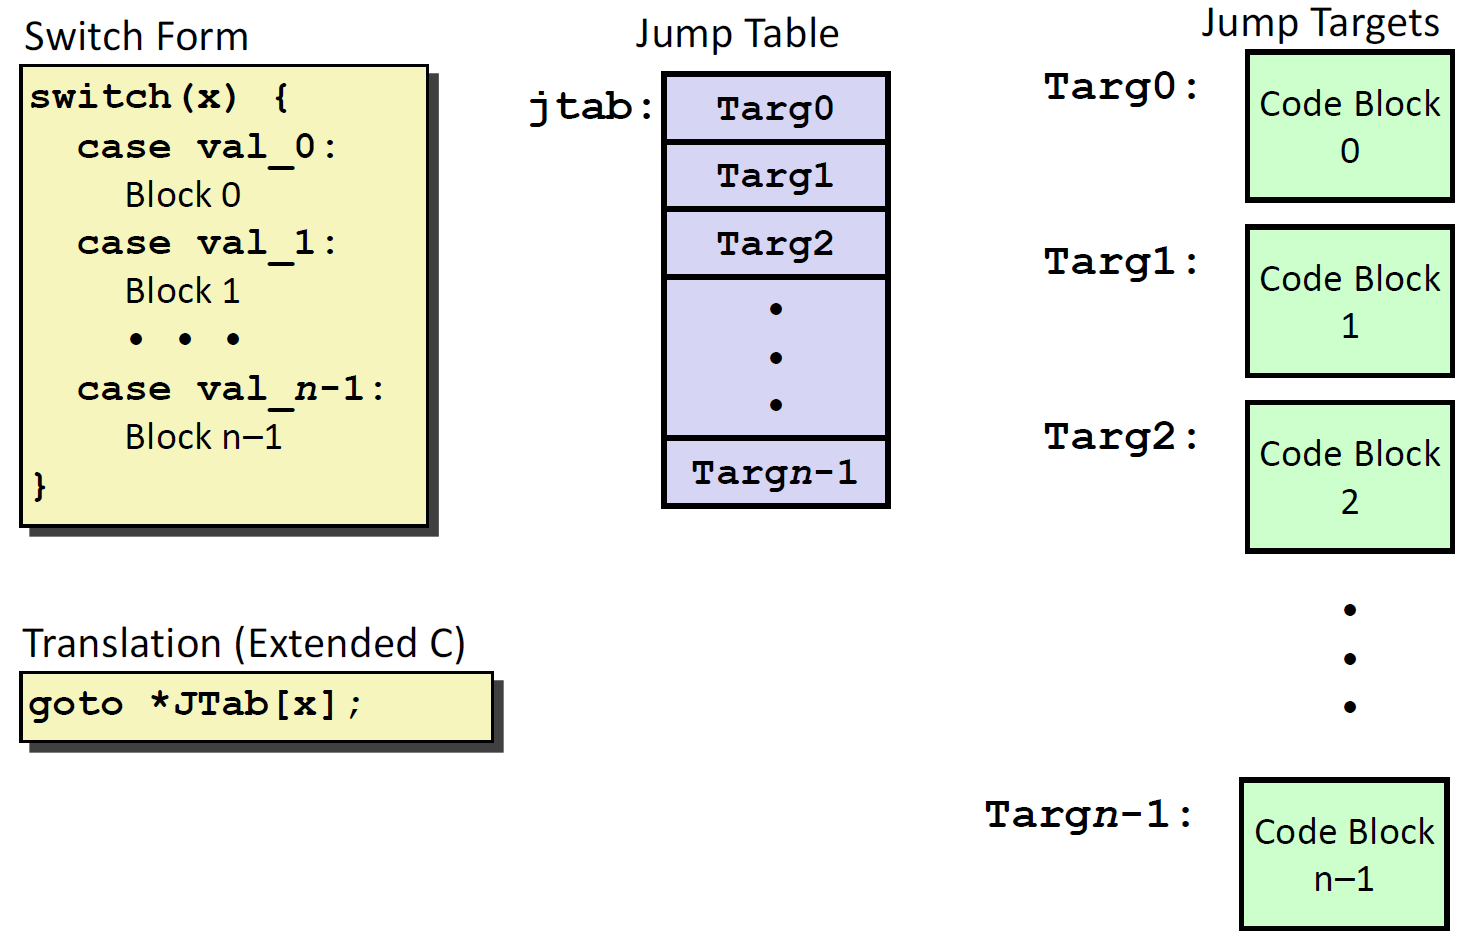 Switch Form
switch(x) {
case val_0:
Block 0
case val_1:
Block 1
• • •
case val_n-1:
Block n–1
}
Translation (Extended C)
goto *JTab[x];
Jump Table
jtab:
Targ0
Targ1
Targ2
•
•
•
Targn-1
Jump Targets
Targ0:
Code Block
0
Targ1:
Code Block
1
Targ2:
Code Block
2
•
•
•
Targn-1:
Code Block
n–1